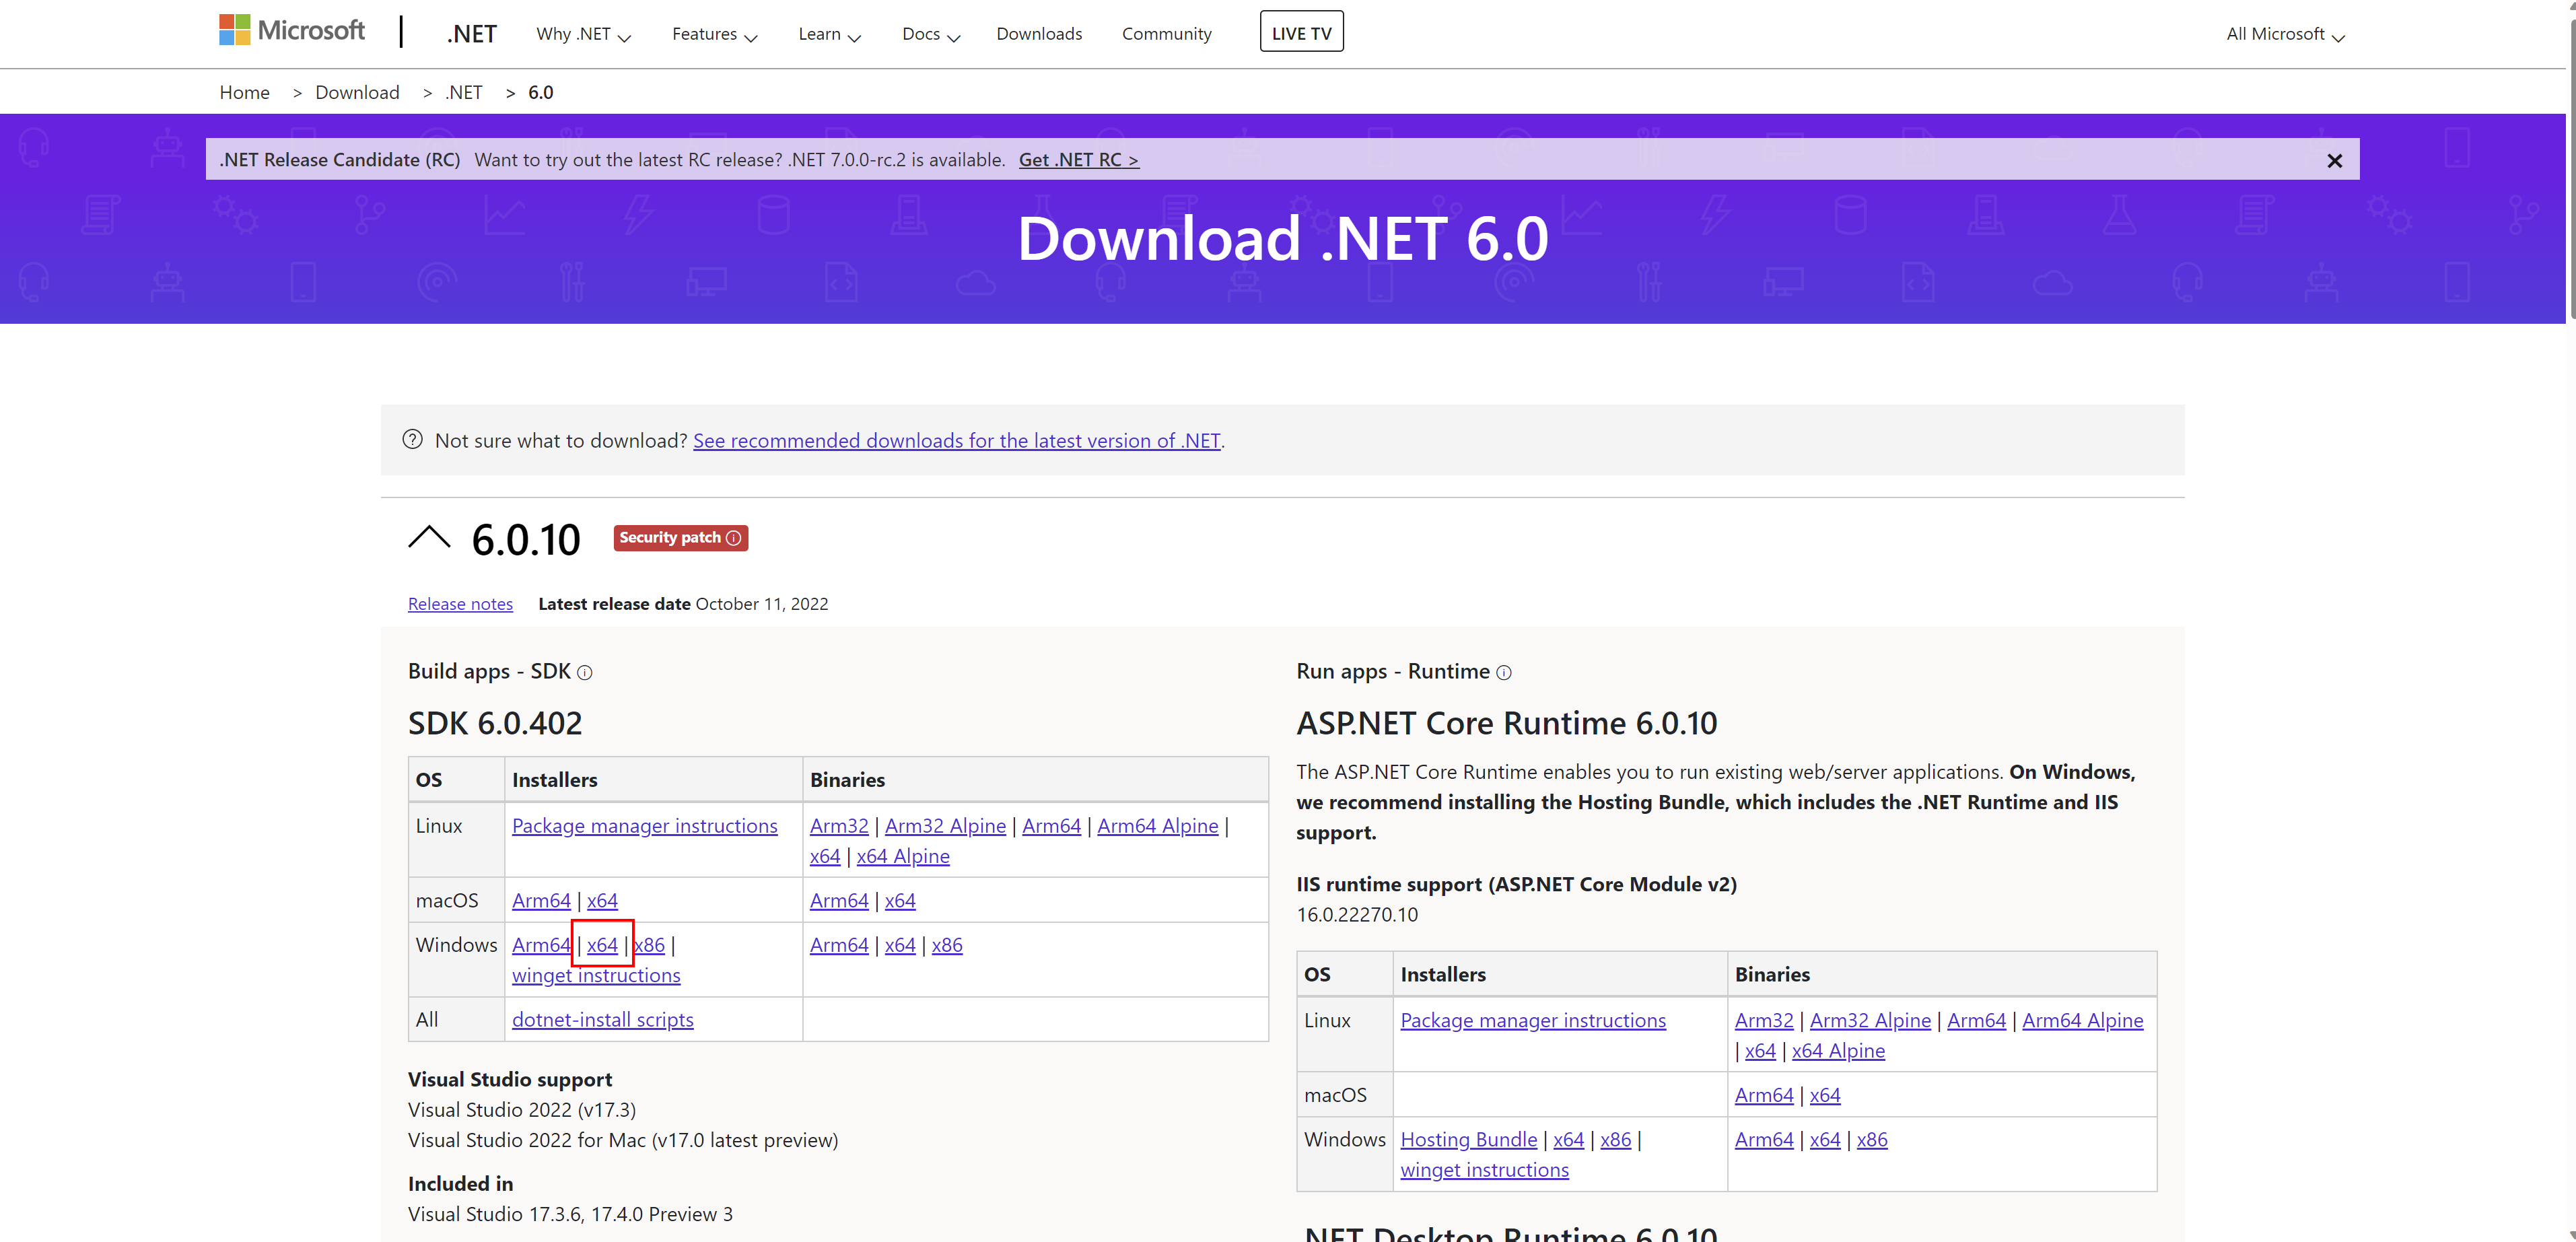 Microsoft | .NET Why .NET Features Learn Docs Downloads Community LIVE TV All Microsoft
Home > Download > .NET > 6.0
.NET Release Candidate (RC) Want to try out the latest RC release? .NET 7.0.0-rc.2 is available. Get .NET RC >
Download .NET 6.0
Not sure what to download? See recommended downloads for the latest version of .NET.
6.0.10 Security patch
Release notes Latest release date October 11, 2022
Build apps - SDK
SDK 6.0.402
OS Installers Binaries
Linux Package manager instructions Arm32 | Arm32 Alpine | Arm64 | Arm64 Alpine |
x64 | x64 Alpine
macOS Arm64 | x64 Arm64 | x64
Windows Arm64 | x64 | x86 | Arm64 | x64 | x86
winget instructions
All dotnet-install scripts
Visual Studio support
Visual Studio 2022 (v17.3)
Visual Studio 2022 for Mac (v17.0 latest preview)
Included in
Visual Studio 17.3.6, 17.4.0 Preview 3
Run apps - Runtime
ASP.NET Core Runtime 6.0.10
The ASP.NET Core Runtime enables you to run existing web/server applications. On Windows,
we recommend installing the Hosting Bundle, which includes the .NET Runtime and IIS
support.
IIS runtime support (ASP.NET Core Module v2)
16.0.22270.10
OS Installers Binaries
Linux Package manager instructions Arm32 | Arm32 Alpine | Arm64 | Arm64 Alpine
| x64 | x64 Alpine
macOS Arm64 | x64
Windows Hosting Bundle | x64 | x86 | Arm64 | x64 | x86
winget instructions
.NET Desktop Runtime 6.0.10